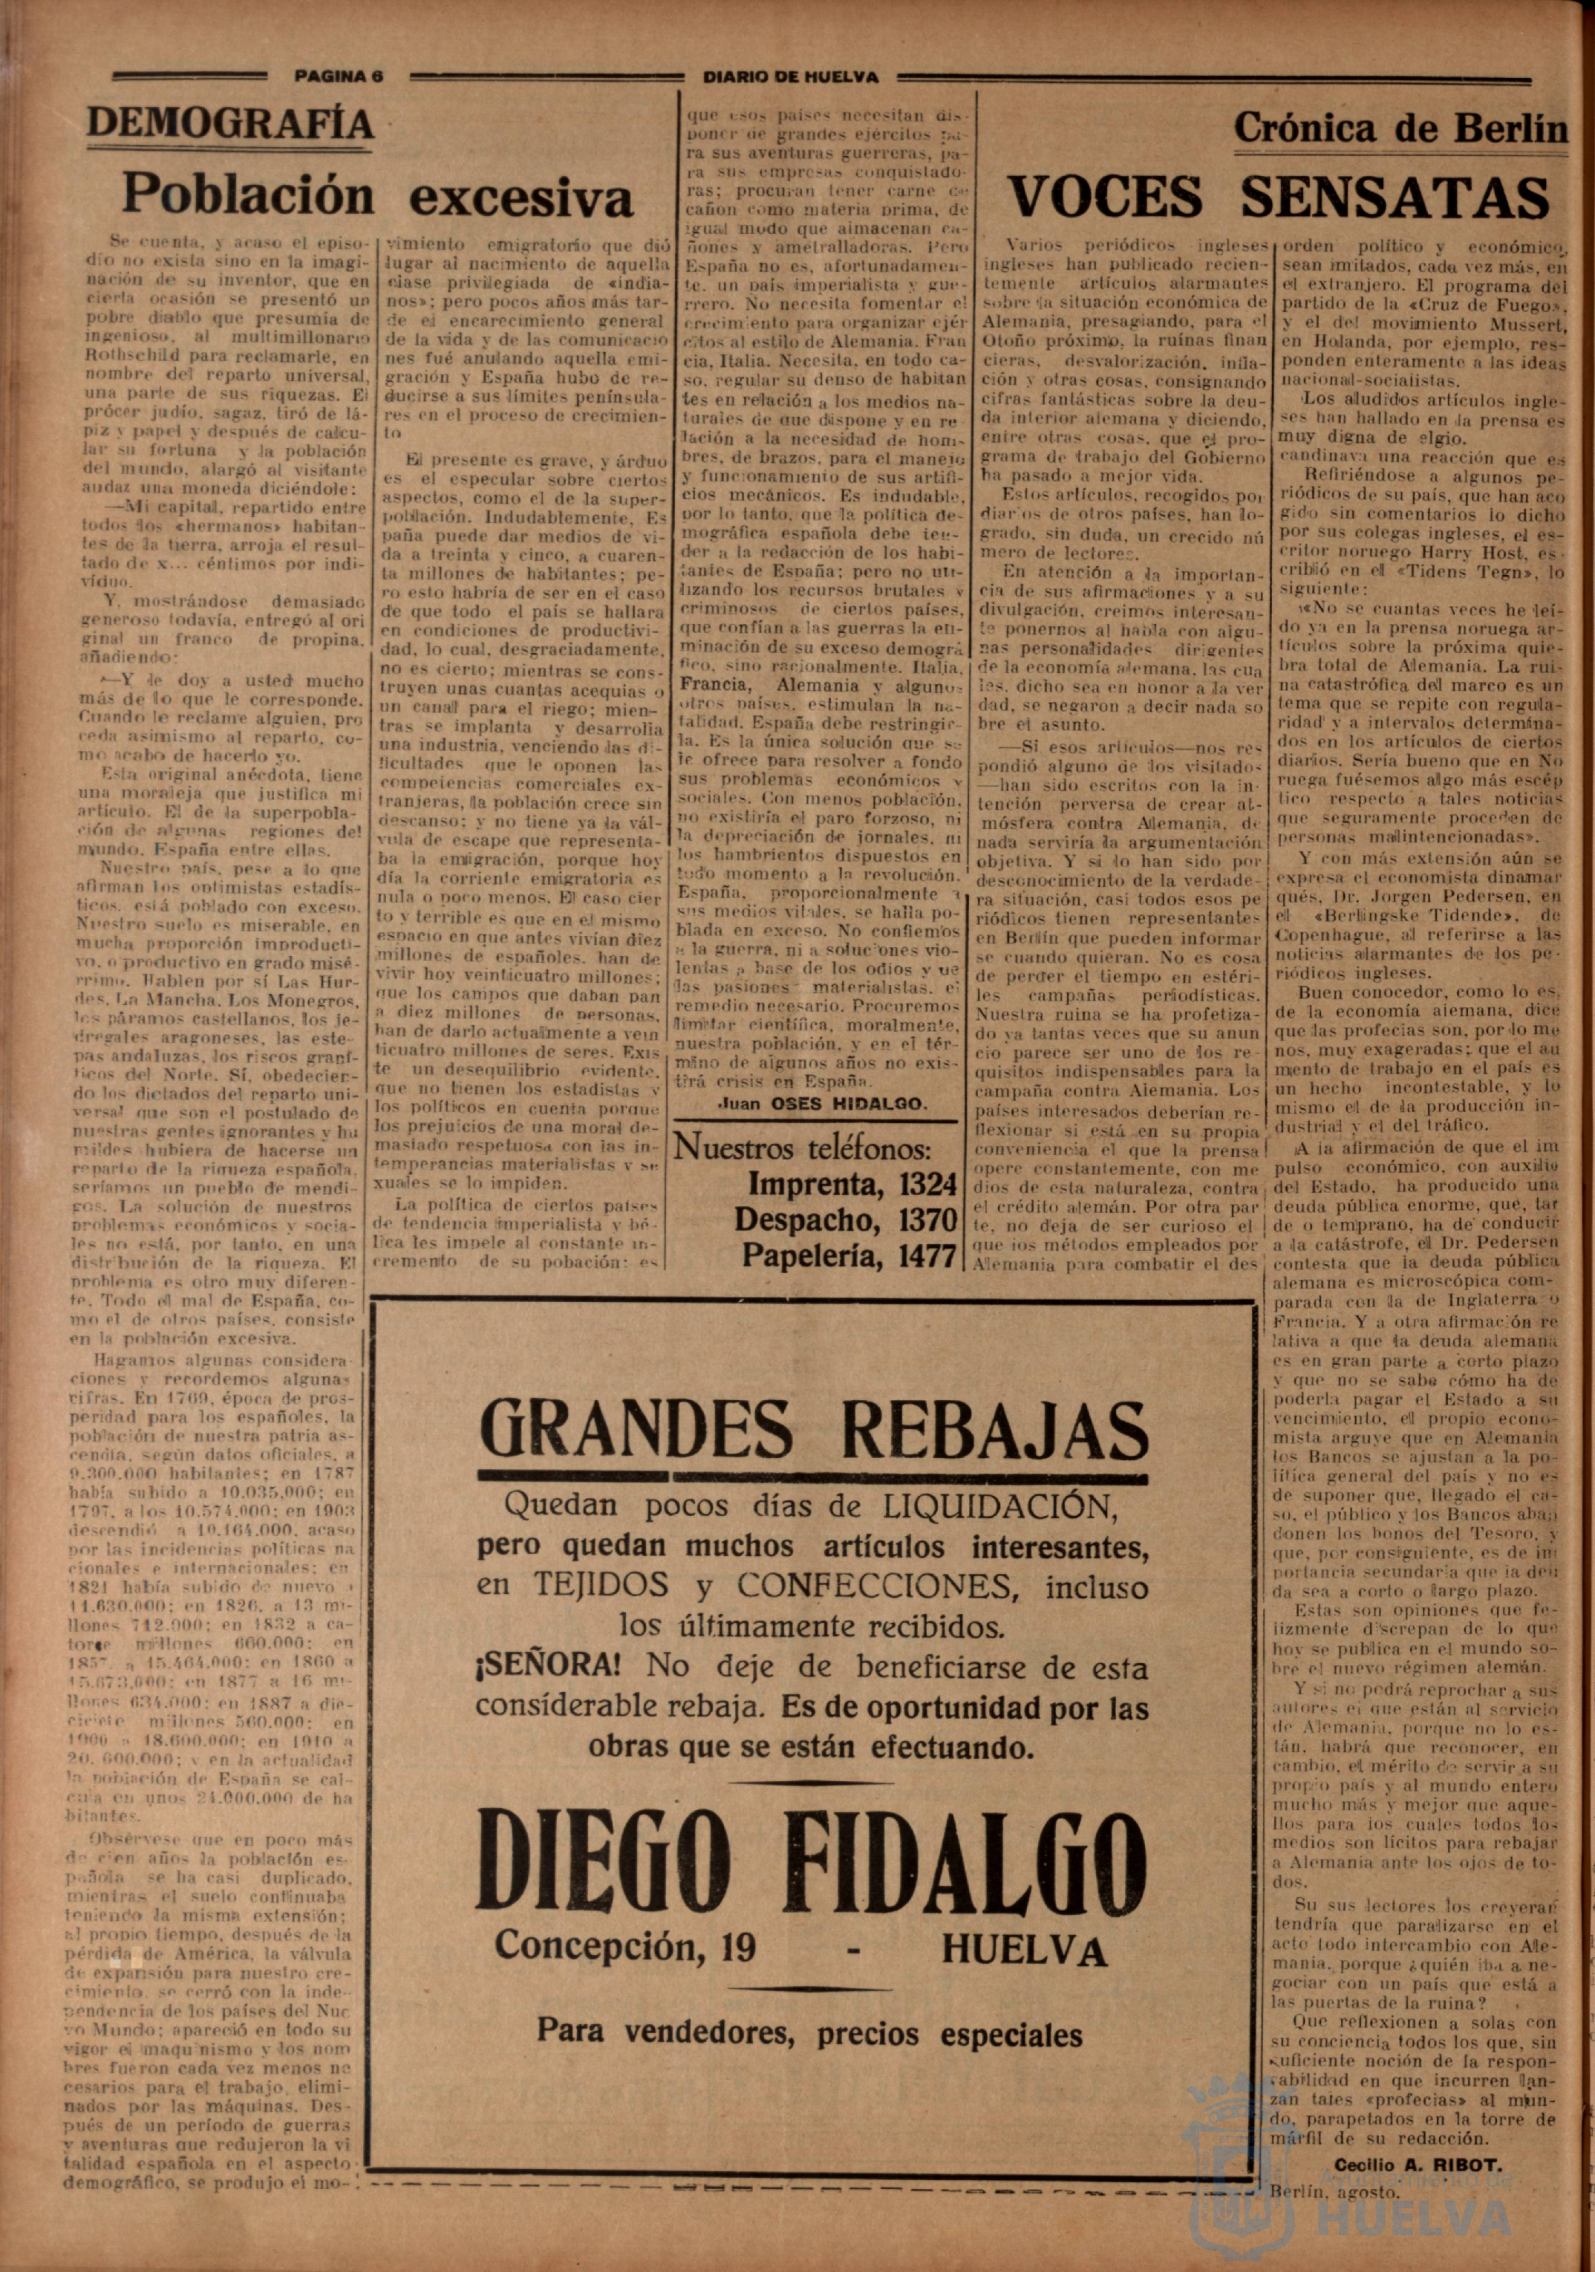 PAGINA 6
DIARIO DE HUELVA
DEMOGRAFÍA
Población excesiva
Se cuenta, y acaso el episo-
dio no exista sino en la imagi-
nación de su inventor, que en
cierta ocasión se presentó un
pobre diablo que presumía de
ingenioso, al multimillonario
Rothschild para reclamarle, en
nombre del reparto universal,
una parte de sus riquezas. El
prócer judío, sagaz, tiró de lá-
piz y papel y después de calcu-
lar su fortuna y la población
del mundo, alargó al visitante
audaz una moneda diciéndole:
—Mi capital, repartido entre
todos los «hermanos» habitan-
tes de la tierra, arroja el resul-
tado de x... céntimos por indi-
viduo.
Y, mostrándose demasiado
generoso todavía, entregó al ori
ginal un franco de propina,
añadiendo:
—Y le doy a usted mucho
más de lo que le corresponde.
Cuando le reclame alguien, pro
ceda asimismo al reparto, co-
mo acabo de hacerlo yo.
Esta original anécdota, tiene
una moraleja que justifica mi
artículo. El de la superpobla-
ción de algunas regiones del
mundo. España entre ellas.
Nuestro país, pese a lo que
afirman los optimistas estadís-
ticos, está poblado con exceso.
Nuestro suelo es miserable, en
mucha proporción improducti-
vo, o productivo en grado misé-
rrimo. Hablen por sí Las Hur-
des, La Mancha, Los Monegros,
los páramos castellanos, los je-
dregales aragoneses, las este-
pas andaluzas, los riscos graní-
ticos del Norte. Sí, obedecier-
do los dictados del reparto uni-
versal que son el postulado de
nuestras gentes ignorantes y hu
mildes hubiera de hacerse un
reparto de la riqueza española,
seríamos un pueblo de mendi-
gos. La solución de nuestros
problemas económicos y socia-
les no está, por tanto, en una
distribución de la riqueza. El
problema es otro muy diferen-
te. Todo el mal de España, co-
mo el de otros países, consiste
en la población excesiva.
Hagamos algunas considera
ciones y recordemos algunas
cifras. En 1769, época de pros-
peridad para los españoles, la
población de nuestra patria as-
cendía, según datos oficiales, a
9.300.000 habitantes; en 1787
había subido a 10.035,000; en
1797, a los 10.574.000; en 1903
descendió a 10.164.000, acaso
por las incidencias políticas na
cionales e internacionales; en
1821 había subido de nuevo a
11.630.000; en 1826, a 13 mi-
llones 712.000; en 1832 a ca-
torce millones 660.000; en
1857, a 15.464.000; en 1860 a
15.673,000; en 1877 a 16 mi-
llones 634.000; en 1887 a die-
cisiete millones 560.000; en
1900 a 18.600.000; en 1910 a
20. 600.000; y en la actualidad
la población de España se cal-
cula en unos 24.000.000 de ha
bitantes.
Obsérvese que en poco más
de cien años la población es-
pañola se ha casi duplicado,
mientras el suelo continuaba
teniendo la misma extensión;
al propio tiempo, después de la
pérdida de América, la válvula
de expansión para nuestro cre-
cimiento, se cerró con la inde-
pendencia de los países del Nue
vo Mundo; apareció en todo su
vigor el maquinismo y los hom
bres fueron cada vez menos ne
cesarios para el trabajo, elimi-
nados por las máquinas. Des-
pués de un período de guerras
y aventuras que redujeron la vi
talidad española en el aspecto
demográfico, se produjo el mo-
vimiento emigratorio que dió
lugar al nacimiento de aquella
clase privilegiada de «india-
nos»; pero pocos años más tar-
de el encarecimiento general
de la vida y de las comunicacio
nes fué anulando aquella emi-
gración y España hubo de re-
ducirse a sus límites península-
res en el proceso de crecimien-
to
El presente es grave, y árduo
es el especular sobre ciertos
aspectos, como el de la super-
población. Indudablemente, Es
paña puede dar medios de vi-
da a treinta y cinco, a cuaren-
ta millones de habitantes; pe-
ro esto habría de ser en el caso
de que todo el país se hallara
en condiciones de productivi-
dad, lo cual, desgraciadamente,
no es cierto; mientras se cons-
truyen unas cuantas acequias o
un canal para el riego; mien-
tras se implanta y desarrolla
una industria, venciendo las di-
ficultades que le oponen las
competencias comerciales ex-
tranjeras, la población crece sin
descanso; y no tiene ya la vál-
vula de escape que representa-
ba la emigración, porque hoy
día la corriente emigratoria es
nula o poco menos. El caso cier
to y terrible es que en el mismo
espacio en que antes vivían diez
millones de españoles, han de
vivir hoy veinticuatro millones;
que los campos que daban pan
a diez millones de personas,
han de darlo actualmente a vein
ticuatro millones de seres. Exis
te un desequilibrio evidente,
que no tienen los estadistas y
los políticos en cuenta porque
los prejuicios de una moral de-
masiado respetuosa con las in-
temperancias materialistas y se
xuales se lo impiden.
La política de ciertos países
de tendencia imperialista y bé-
lica les impele al constante in-
cremento de su pobación; es
que esos países necesitan dis-
poner de grandes ejércitos pa-
ra sus aventuras guerreras, pa-
ra sus empresas conquistado-
ras; procuran tener carne de
cañón como materia prima, de
igual modo que almacenan ca-
ñones y ametralladoras. Pero
España no es, afortunadamen-
te, un país imperialista y gue-
rrero. No necesita fomentar el
crecimiento para organizar ejér
citos al estilo de Alemania. Fran
cia, Italia. Necesita, en todo ca-
so, regular su denso de habitan
tes en relación a los medios na-
turales de que dispone y en re
lación a la necesidad de hom-
bres, de brazos, para el manejo
y funcionamiento de sus artifi-
cios mecánicos. Es indudable,
por lo tanto, que la política de-
mográfica española debe ten-
der a la redacción de los habi-
tantes de España; pero no uti-
lizando los recursos brutales y
criminosos de ciertos países,
que confían a las guerras la eli-
minación de su exceso demográ
fico, sino racionalmente. Italia,
Francia, Alemania y algunos
otros países, estimulan la na-
talidad. España debe restringir-
la. Es la única solución que se
le ofrece para resolver a fondo
sus problemas económicos y
sociales. Con menos población,
no existiría el paro forzoso, ni
la depreciación de jornales, ni
los hambrientos dispuestos en
todo momento a la revolución.
España, proporcionalmente a
sus medios vitales, se halla po-
blada en exceso. No confiemos
a la guerra, ni a soluciones vio-
lentas a base de los odios y de
las pasiones materialistas, el
remedio necesario. Procuremos
limitar científica, moralmente,
nuestra población, y en el tér-
mino de algunos años no exis-
tirá crisis en España.
Juan OSES HIDALGO.
Nuestros teléfonos:
Imprenta, 1324
Despacho, 1370
Papelería, 1477
Crónica de Berlín
VOCES SENSATAS
Varios periódicos ingleses
ingleses han publicado recien-
temente artículos alarmantes
sobre la situación económica de
Alemania, presagiando, para el
Otoño próximo, la ruinas finan
cieras, desvalorización, infla-
ción y otras cosas, consignando
cifras fantásticas sobre la deu-
da interior alemana y diciendo,
entre otras cosas, que el pro-
grama de trabajo del Gobierno
ha pasado a mejor vida.
Estos artículos, recogidos por
diarios de otros países, han lo-
grado, sin duda, un crecido nú
mero de lectores.
En atención a la importan-
cia de sus afirmaciones y a su
divulgación, creimos interesan-
te ponernos al habla con algu-
nas personalidades dirigentes
de la economía alemana, las cua
les, dicho sea en honor a la ver
dad, se negaron a decir nada so
bre el asunto.
—Si esos artículos—nos res
pondió alguno de los visitados
—han sido escritos con la in-
tención perversa de crear at-
mósfera contra Alemania, de
nada serviría la argumentación
objetiva. Y si lo han sido por
desconocimiento de la verdade-
ra situación, casi todos esos pe
riódicos tienen representantes
en Berlín que pueden informar
se cuando quieran. No es cosa
de perder el tiempo en estéri-
les campañas periodísticas.
Nuestra ruina se ha profetiza-
do ya tantas veces que su anun
cio parece ser uno de los re-
quisitos indispensables para la
campaña contra Alemania. Los
países interesados deberían re-
flexionar si está en su propia
conveniencia el que la prensa
opere constantemente, con me
dios de esta naturaleza, contra
el crédito alemán. Por otra par
te, no deja de ser curioso el
que los métodos empleados por
Alemania para combatir el des
orden político y económico,
sean imitados, cada vez más, en
el extranjero. El programa del
partido de la «Cruz de Fuego»,
y el del movimiento Mussert,
en Holanda, por ejemplo, res-
ponden enteramente a las ideas
nacional-socialistas.
Los aludidos artículos ingle-
ses han hallado en la prensa es
muy digna de elgio.
candinava una reacción que es
Refiriéndose a algunos pe-
riódicos de su país, que han aco
gido sin comentarios lo dicho
por sus colegas ingleses, el es-
critor noruego Harry Host, es-
cribió en el «Tidens Tegn», lo
siguiente:
«No se cuantas veces he leí-
do ya en la prensa noruega ar-
tículos sobre la próxima quie-
bra total de Alemania. La rui-
na catastrófica del marco es un
tema que se repite con regula-
ridad y a intervalos determina-
dos en los artículos de ciertos
diarios. Sería bueno que en No
ruega fuésemos algo más escép
tico respecto a tales noticias
que seguramente proceden de
personas malintencionadas».
Y con más extensión aún se
expresa el economista dinamar
qués, Dr. Jorgen Pedersen, en
el «Berlingske Tidende», de
Copenhague, al referirse a las
noticias alarmantes de los pe-
riódicos ingleses.
Buen conocedor, como lo es,
de la economía alemana, dice
que las profecias son, por lo me
nos, muy exageradas; que el au
mento de trabajo en el país es
un hecho incontestable, y lo
mismo el de la producción in-
dustrial y el del tráfico.
A la afirmación de que el im
pulso económico, con auxilio
del Estado, ha producido una
deuda pública enorme, que, tar
de o temprano, ha de conducir
a la catástrofe, el Dr. Pedersen
contesta que la deuda pública
alemana es microscópica com-
parada con la de Inglaterra o
Francia. Y a otra afirmación re
lativa a que la deuda alemana
es en gran parte a corto plazo
y que no se sabe cómo ha de
poderla pagar el Estado a su
vencimiento, el propio econo-
mista arguye que en Alemania
los Bancos se ajustan a la po-
lítica general del país y no es
de suponer que, llegado el ca-
so, el público y los Bancos aban
donen los bonos del Tesoro, y
que, por consiguiente, es de im
portancia secundaria que la deu
da sea a corto o largo plazo.
Estas son opiniones que fe-
lizmente discrepan de lo que
hoy se publica en el mundo so-
bre el nuevo régimen alemán.
Y si no podrá reprochar a sus
autores el que están al servicio
de Alemania, porque no lo es-
tán, habrá que reconocer, en
cambio, el mérito de servir a su
propio país y al mundo entero
mucho más y mejor que aque-
llos para los cuales todos los
medios son lícitos para rebajar
a Alemania ante los ojos de to-
dos.
Su sus lectores los creyeran
tendría que paralizarse en el
acto todo intercambio con Ale-
mania, porque ¿quién iba a ne-
gociar con un país que está a
las puertas de la ruina?
Que reflexionen a solas con
su conciencia todos los que, sin
suficiente noción de la respon-
sabilidad en que incurren lan-
zan tales «profecias» al mun-
do, parapetados en la torre de
márfil de su redacción.
Cecilio A. RIBOT.
Berlín, agosto.
GRANDES REBAJAS
Quedan pocos días de LIQUIDACIÓN,
pero quedan muchos artículos interesantes,
en TEJIDOS y CONFECCIONES, incluso
los últimamente recibidos.
¡SEÑORA! No deje de beneficiarse de esta
considerable rebaja. Es de oportunidad por las
obras que se están efectuando.
DIEGO FIDALGO
Concepción, 19 - HUELVA
Para vendedores, precios especiales
HUELVA